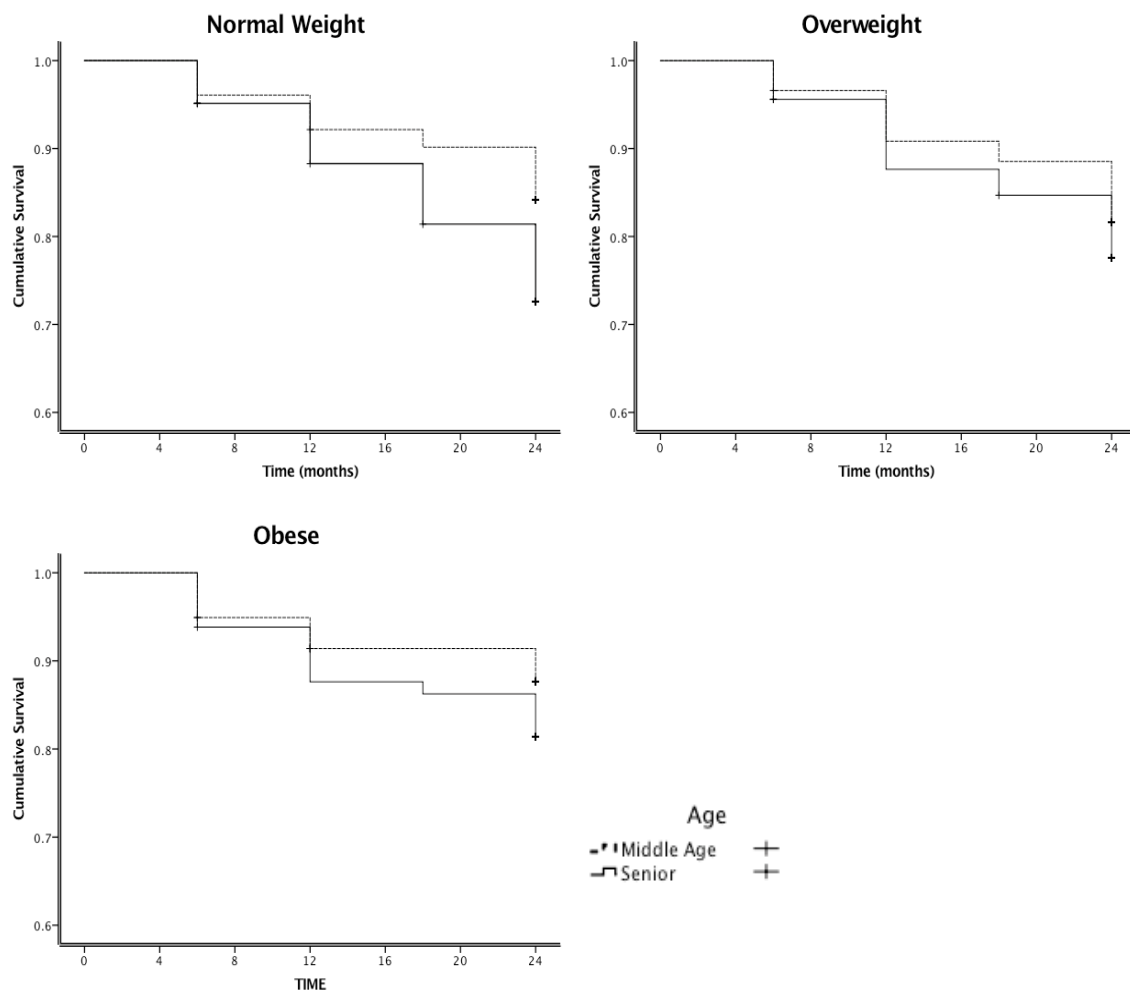 Normal Weight
1.0
0.9
0.8
0.7
0.6
Cumulative Survival
0 4 8 12 16 20 24
Time (months)
Overweight
1.0
0.9
0.8
0.7
0.6
Cumulative Survival
0 4 8 12 16 20 24
Time (months)
Obese
1.0
0.9
0.8
0.7
0.6
Cumulative Survival
0 4 8 12 16 20 24
TIME
Age
Middle Age
Senior